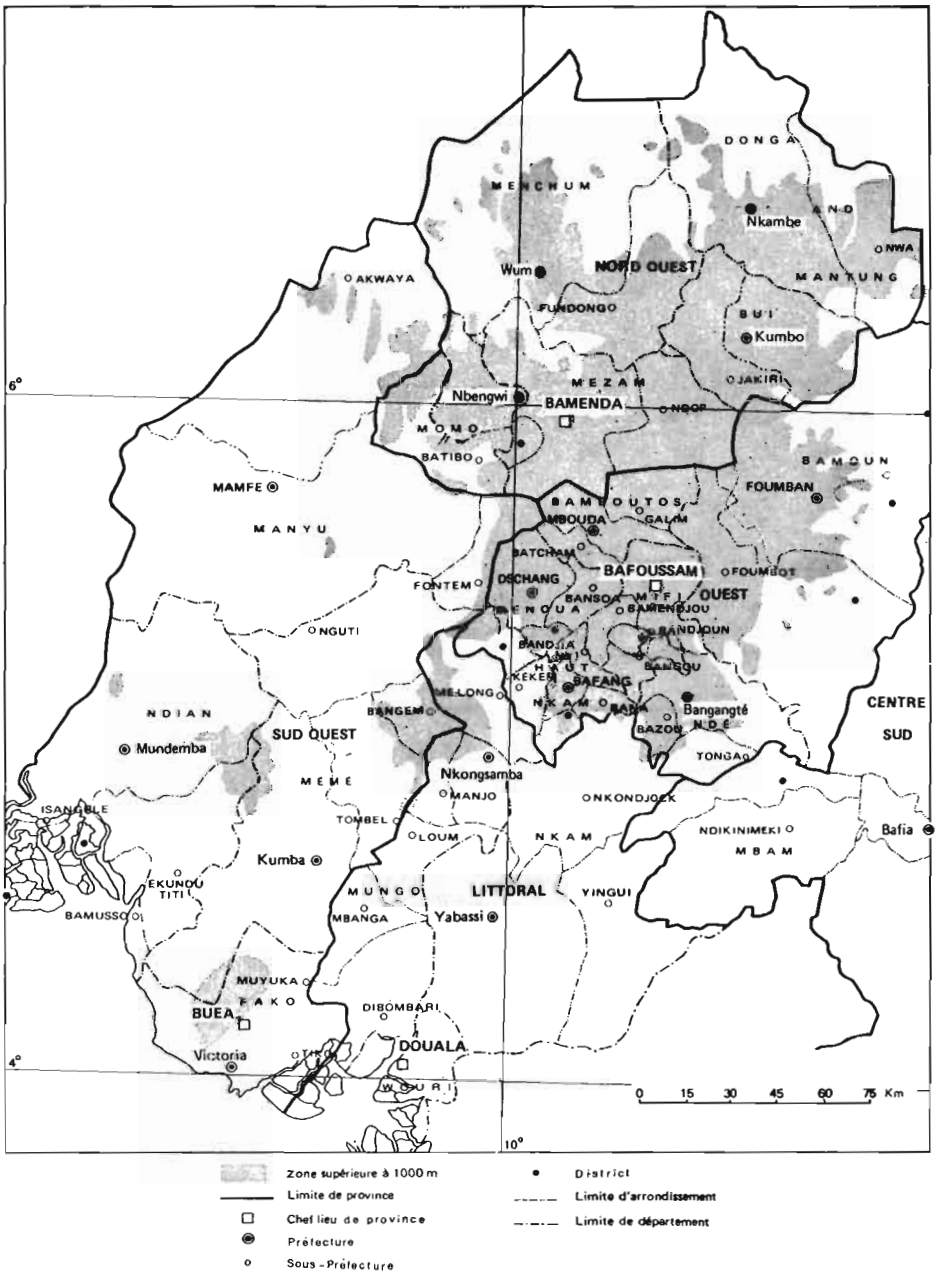 DONGA
MENCHUM
Nkambe
AND
NWA
Wum
NORD OUEST
AKWAYA
MANTUNG
FUNDONGO
BUI
Kumbo
6°
MEZAM
JAKIRI
Nbengwi
BAMENDA
NDOP
MOMO
BATIBO
BAMOUN
MAMFE
FOUMBAN
BAMBOUTOS
MBOUDA
GALIM
MANYU
BATCHAM
BAFOUSSAM
FOUMBOT
FONTEM
DSCHANG
BANSOA
MIFI
OUEST
MENOUA
BAMENDJOU
NGUTI
BANDJOUN
BANDJIA
HAUT
BANGOU
KEKEM
BAFANG
MELONG
NKAM
BANA
Bangangté
CENTRE
SUD
NDIAN
BANGEM
NDE
BAZOU
SUD OUEST
Mundemba
TONGA
Nkongsamba
MEME
MANJO
NKONDJOCK
ISANGELE
TOMBEL
LOUM
NKAM
NDIKINIMEKI
Bafia
MBAM
Kumba
EKUNDU
TITI
MUNGO
LITTORAL
YINGUI
MBANGA
Yabassi
BAMUSSO
MUYUKA
FAKO
BUEA
DIBOMBARI
DOUALA
Victoria
TIKO
4°
WOURI
0 15 30 45 60 75 Km
10°
Zone supérieure à 1000 m
Limite de province
Chef lieu de province
Préfecture
Sous-Préfecture
District
Limite d'arrondissement
Limite de département